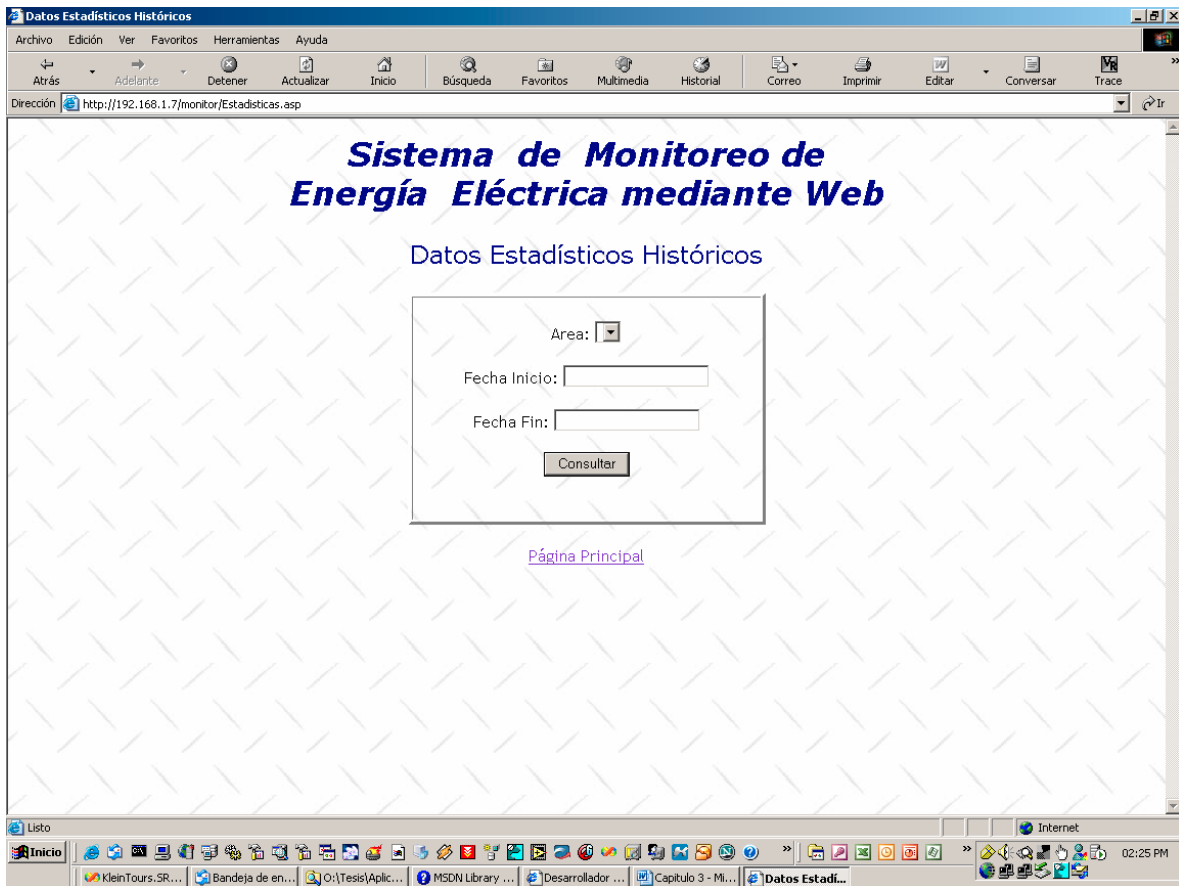 Datos Estadísticos Históricos
Archivo Edición Ver Favoritos Herramientas Ayuda
Atrás Adelante Detener Actualizar Inicio Búsqueda Favoritos Multimedia Historial Correo Imprimir Editar Conversar Trace
Dirección http://192.168.1.7/monitor/Estadisticas.asp Ir
Sistema de Monitoreo de
Energía Eléctrica mediante Web
Datos Estadísticos Históricos
Area:
Fecha Inicio:
Fecha Fin:
Consultar
Página Principal
Listo Internet
Inicio 02:25 PM
KleinTours.SR... Bandeja de en... O:\Tesis\Aplic... MSDN Library ... Desarrollador ... Capitulo 3 - Mi... Datos Estadí...